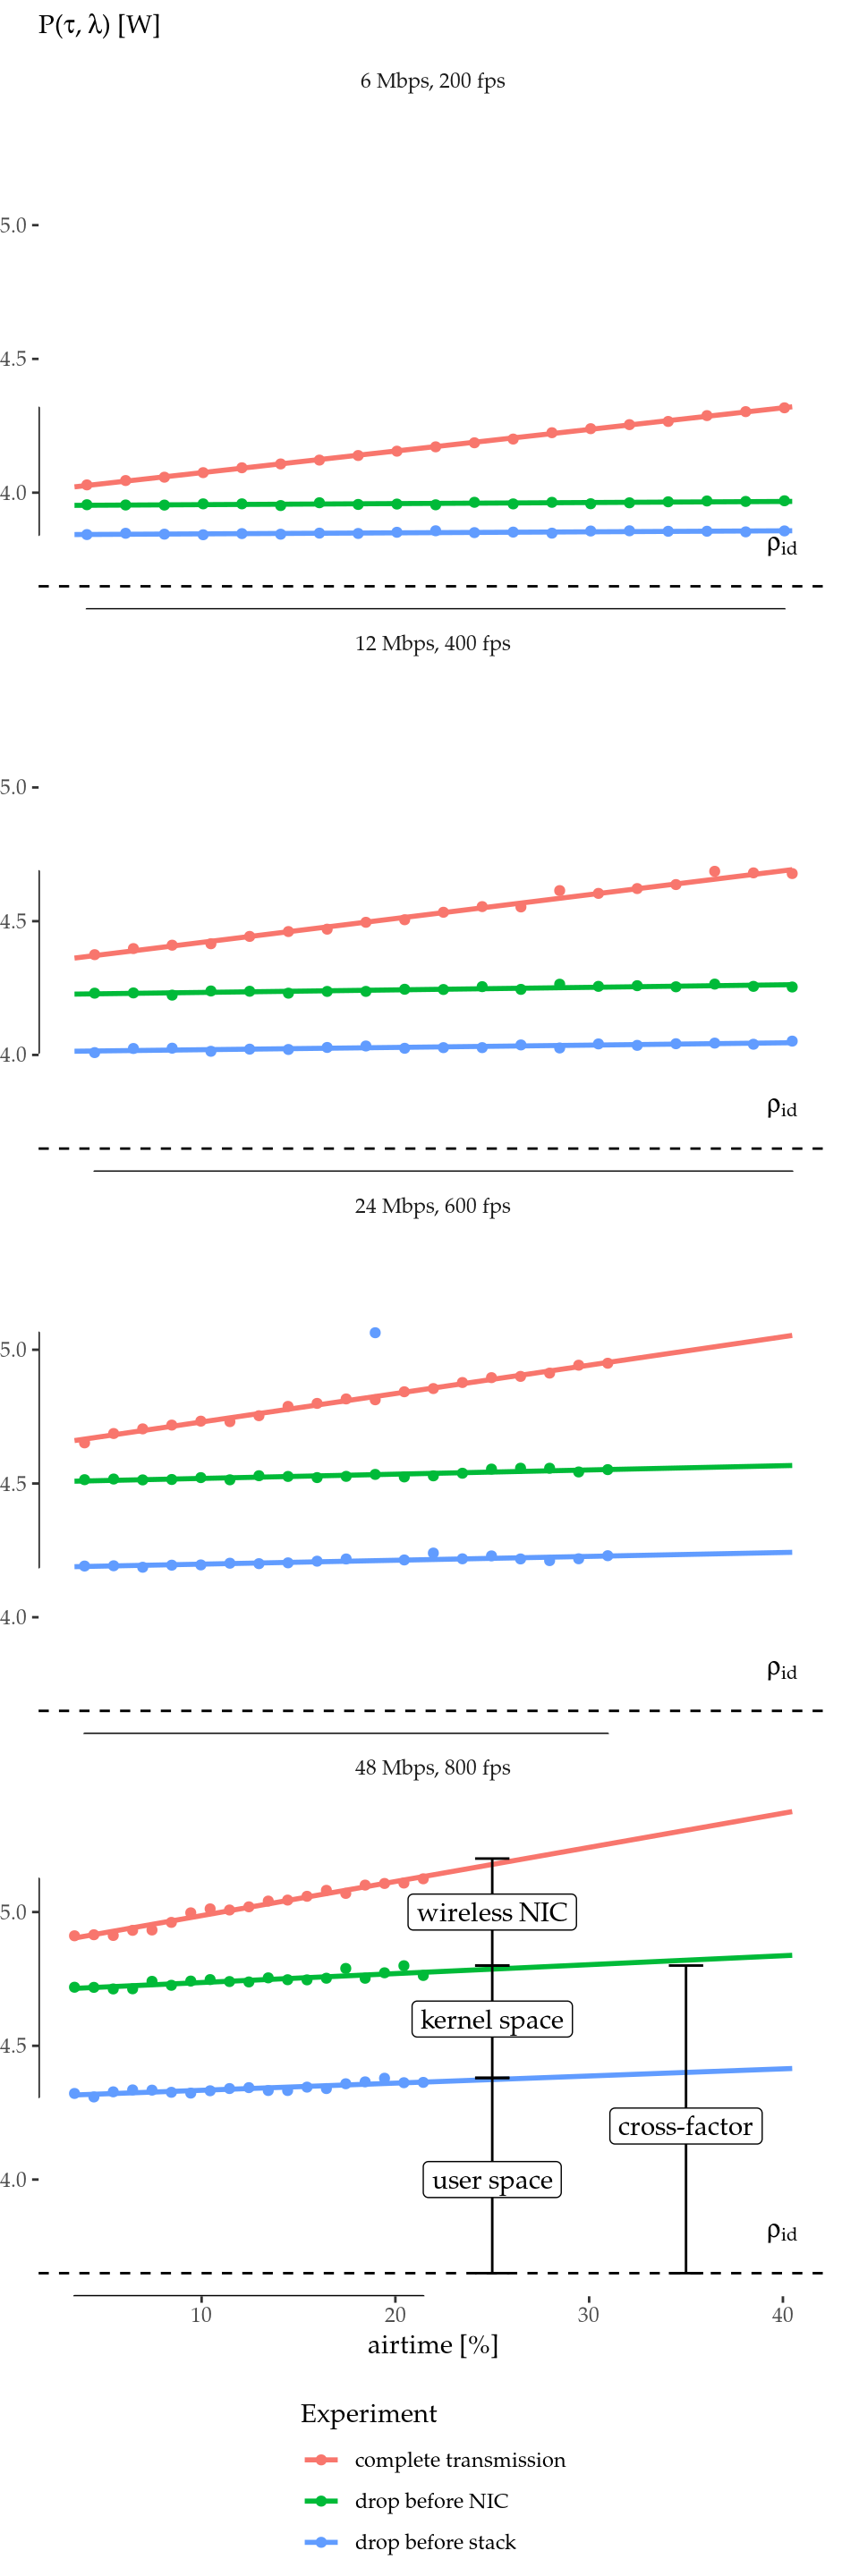 P(τ, λ) [W]
6 Mbps, 200 fps
5.0
4.5
4.0
ρid
12 Mbps, 400 fps
5.0
4.5
4.0
ρid
24 Mbps, 600 fps
5.0
4.5
4.0
ρid
48 Mbps, 800 fps
5.0
wireless NIC
kernel space
4.5
cross-factor
user space
4.0
ρid
10 20 30 40
airtime [%]
Experiment
complete transmission
drop before NIC
drop before stack